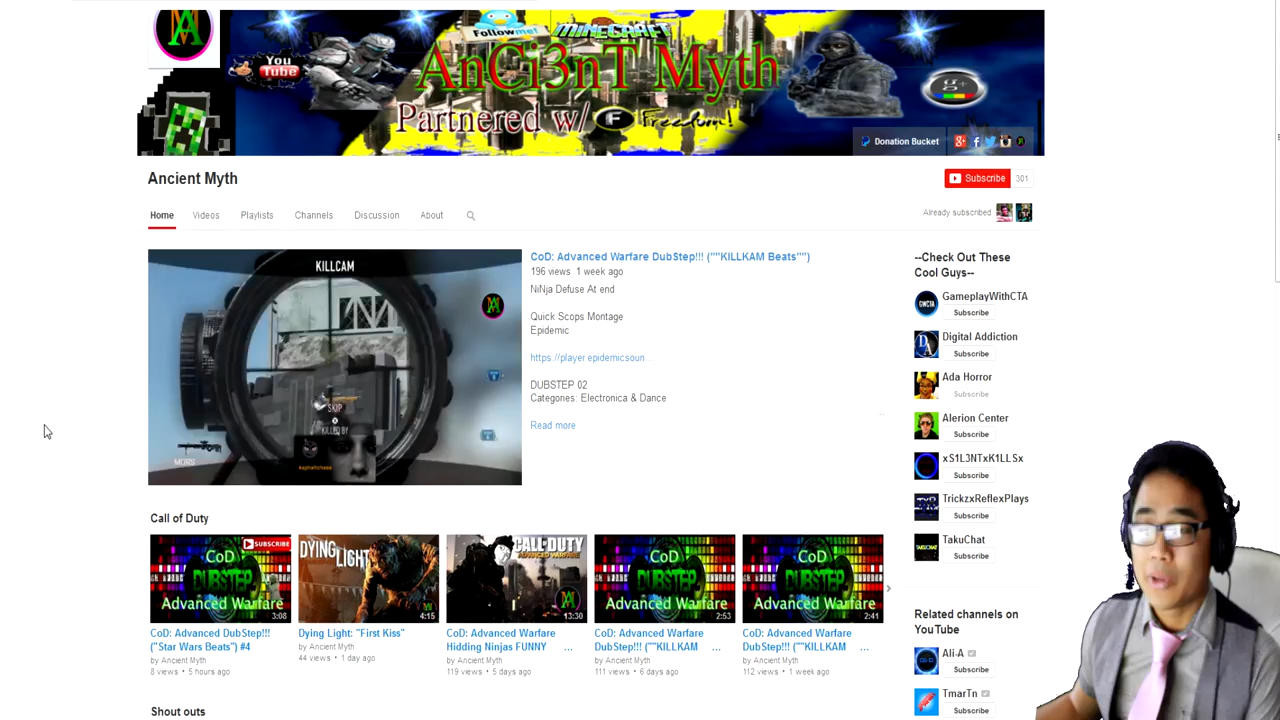 Followme!
MINECRAFT
You
Tube
AnCi3nT Myth
Partnered w/ F Freedom!
g+
Donation Bucket
Ancient Myth
Subscribe 301
Home Videos Playlists Channels Discussion About
Already subscribed
KILLCAM
SKIP
KILLED BY
MORS
CoD: Advanced Warfare DubStep!!! (""KILLKAM Beats"")
196 views 1 week ago
NiNja Defuse At end
Quick Scops Montage
Epidemic
https://player.epidemicsoun...
DUBSTEP 02
Categories: Electronica & Dance
Read more
--Check Out These
Cool Guys--
GWCTA
GameplayWithCTA
Subscribe
DA
Digital Addiction
Subscribe
Ada Horror
Subscribe
Alerion Center
Subscribe
xS1L3NTxK1LLSx
Subscribe
TrickzxReflexPlays
Subscribe
TAKUCHAT
TakuChat
Subscribe
Call of Duty
SUBSCRIBE
CoD
DUBSTEP
Advanced Warfare
3:08
CoD: Advanced DubStep!!!
("Star Wars Beats") #4
by Ancient Myth
8 views • 5 hours ago
DYING
LIGHT
4:15
Dying Light: "First Kiss"
by Ancient Myth
44 views • 1 day ago
CALL OF DUTY
ADVANCED WARFARE
13:30
CoD: Advanced Warfare
Hidding Ninjas FUNNY ...
by Ancient Myth
119 views • 5 days ago
CoD
DUBSTEP
Advanced Warfare
2:53
CoD: Advanced Warfare
DubStep!!! (""KILLKAM ...
by Ancient Myth
111 views • 6 days ago
CoD
DUBSTEP
Advanced Warfare
2:41
CoD: Advanced Warfare
DubStep!!! (""KILLKAM ...
by Ancient Myth
112 views • 1 week ago
Related channels on
YouTube
Ali-A
Subscribe
TmarTn
Subscribe
Shout outs